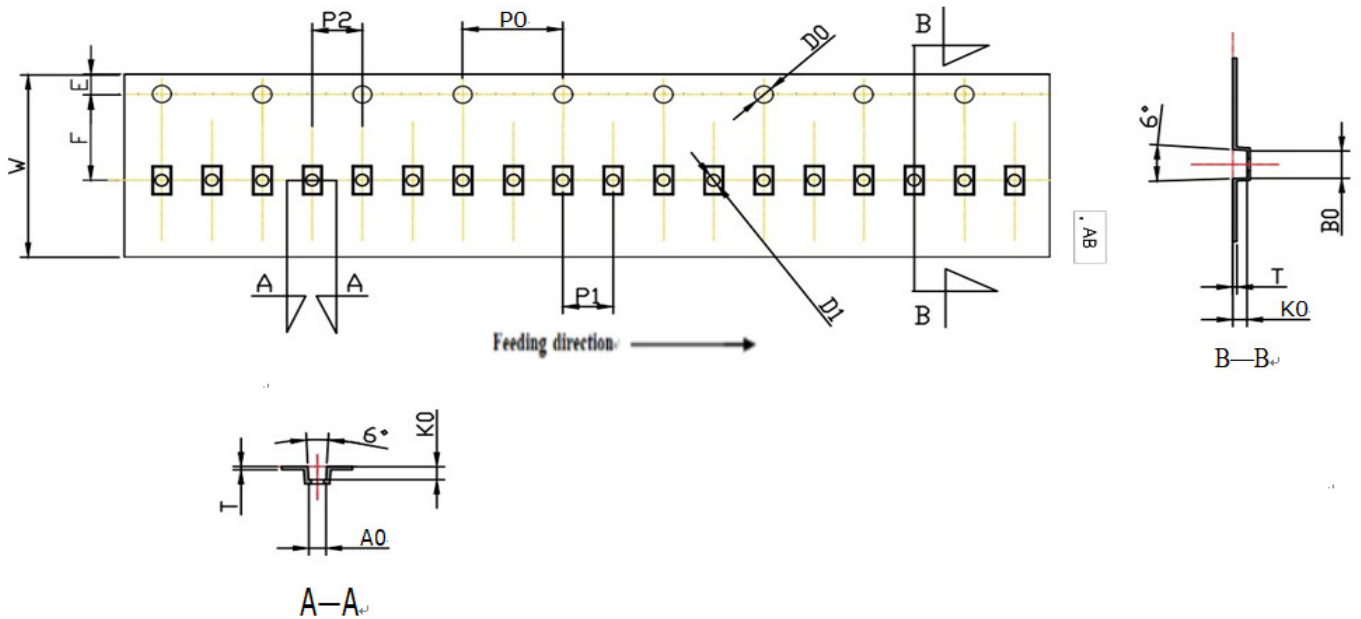 P2
P0
D0
B
E
F
W
6°
B0
. AB
A
A
P1
D1
B
T
K0
Feeding direction
B—B
6°
K0
T
A0
A—A